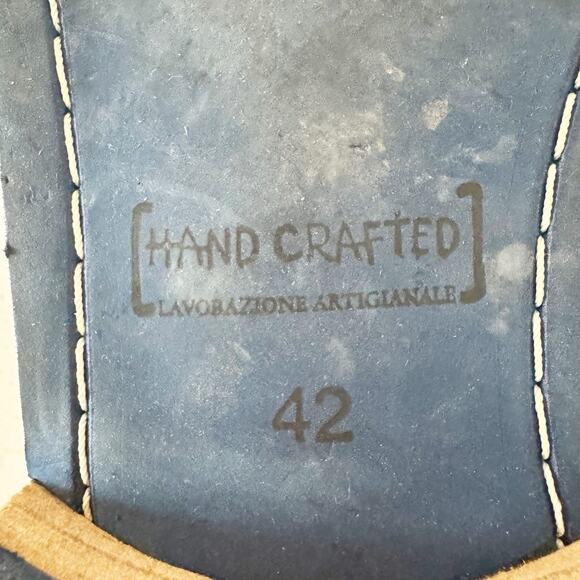 [HAND CRAFTED]
LAVORAZIONE ARTIGIANALE
42